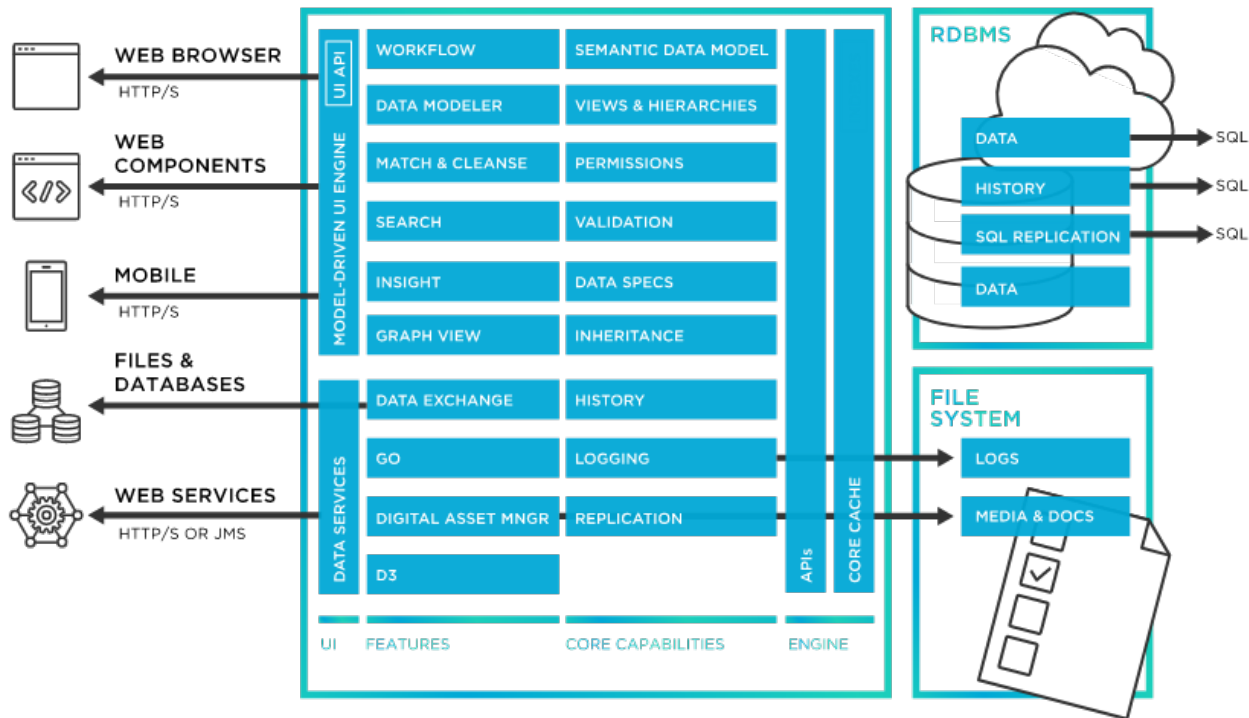 WEB BROWSER
HTTP/S
WEB
COMPONENTS
HTTP/S
MOBILE
HTTP/S
FILES &
DATABASES
WEB SERVICES
HTTP/S OR JMS
UI API
MODEL-DRIVEN UI ENGINE
DATA SERVICES
UI
WORKFLOW
DATA MODELER
MATCH & CLEANSE
SEARCH
INSIGHT
GRAPH VIEW
DATA EXCHANGE
GO
DIGITAL ASSET MNGR
D3
FEATURES
SEMANTIC DATA MODEL
VIEWS & HIERARCHIES
PERMISSIONS
VALIDATION
DATA SPECS
INHERITANCE
HISTORY
LOGGING
REPLICATION
CORE CAPABILITIES
APIs
CORE CACHE
ENGINE
RDBMS
DATA
SQL
HISTORY
SQL
SQL REPLICATION
SQL
DATA
FILE
SYSTEM
LOGS
MEDIA & DOCS